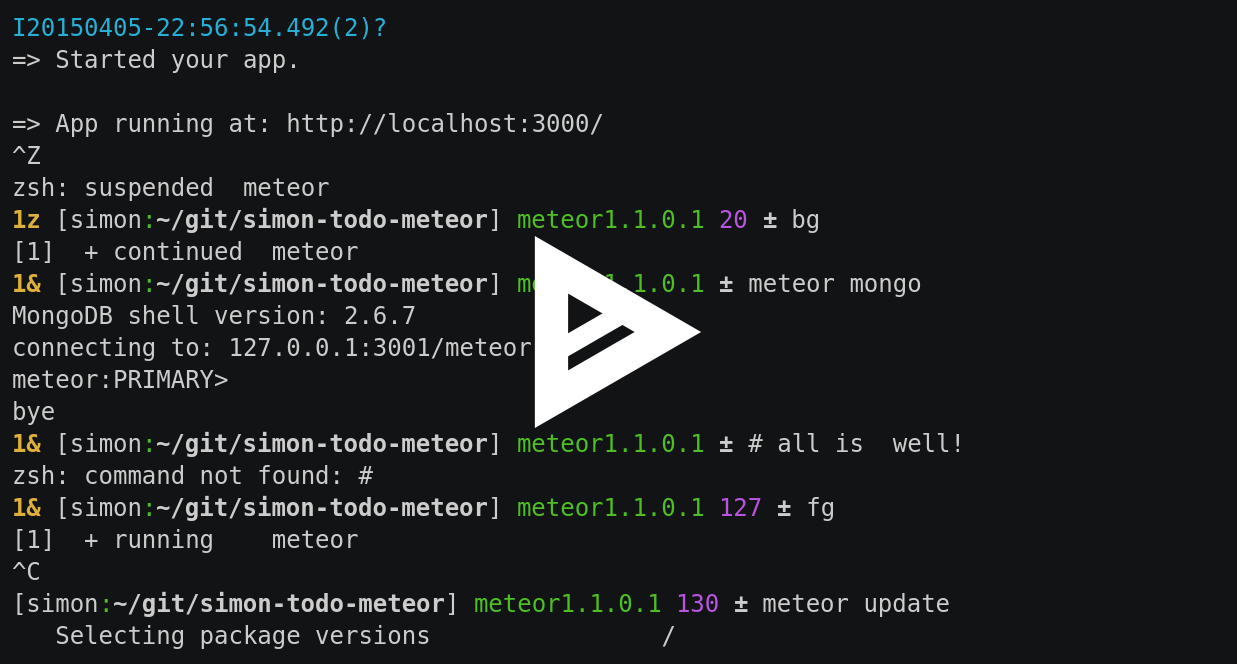 I20150405-22:56:54.492(2)?
=> Started your app.
=> App running at: http://localhost:3000/
^Z
zsh: suspended  meteor
1z [simon:~/git/simon-todo-meteor] meteor1.1.0.1 20 ± bg
[1]  + continued  meteor
1& [simon:~/git/simon-todo-meteor] meteor1.1.0.1 ± meteor mongo
MongoDB shell version: 2.6.7
connecting to: 127.0.0.1:3001/meteor
meteor:PRIMARY>
bye
1& [simon:~/git/simon-todo-meteor] meteor1.1.0.1 ± # all is  well!
zsh: command not found: #
1& [simon:~/git/simon-todo-meteor] meteor1.1.0.1 127 ± fg
[1]  + running    meteor
^C
[simon:~/git/simon-todo-meteor] meteor1.1.0.1 130 ± meteor update
   Selecting package versions                /